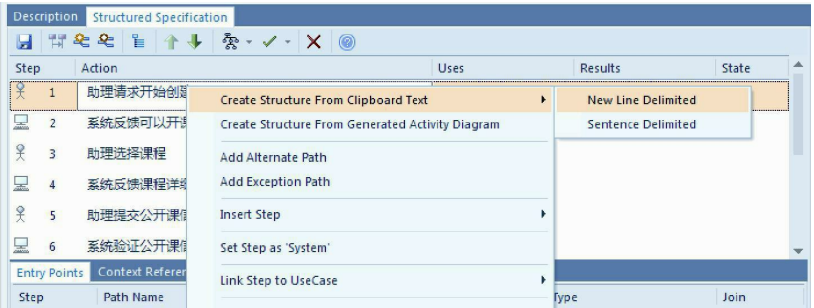 Description Structured Specification
Step Action Uses Results State
1 助理请求开始创建
Create Structure From Clipboard Text New Line Delimited
2 系统反馈可以开
Create Structure From Generated Activity Diagram Sentence Delimited
3 助理选择课程
Add Alternate Path
4 系统反馈课程详
Add Exception Path
5 助理提交公开课
Insert Step
6 系统验证公开课
Set Step as 'System'
Entry Points Context Referen
Link Step to UseCase
Step Path Name Type Join